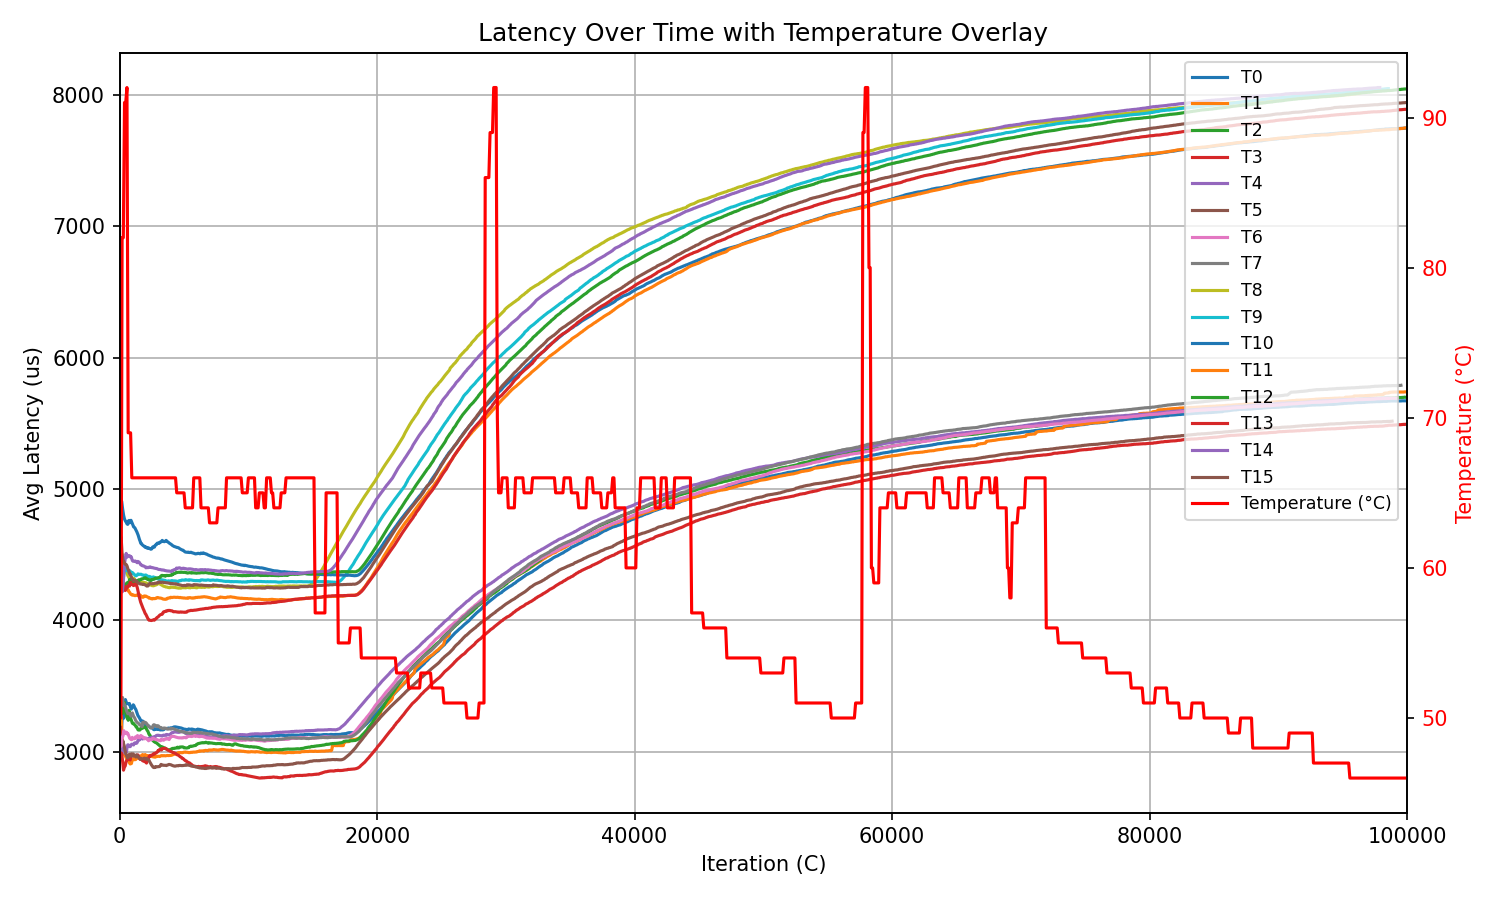 Latency Over Time with Temperature Overlay
8000
7000
6000
5000
4000
3000
Avg Latency (us)
0
20000
40000
60000
80000
100000
Iteration (C)
90
80
70
60
50
Temperature (°C)
T0
T1
T2
T3
T4
T5
T6
T7
T8
T9
T10
T11
T12
T13
T14
T15
Temperature (°C)